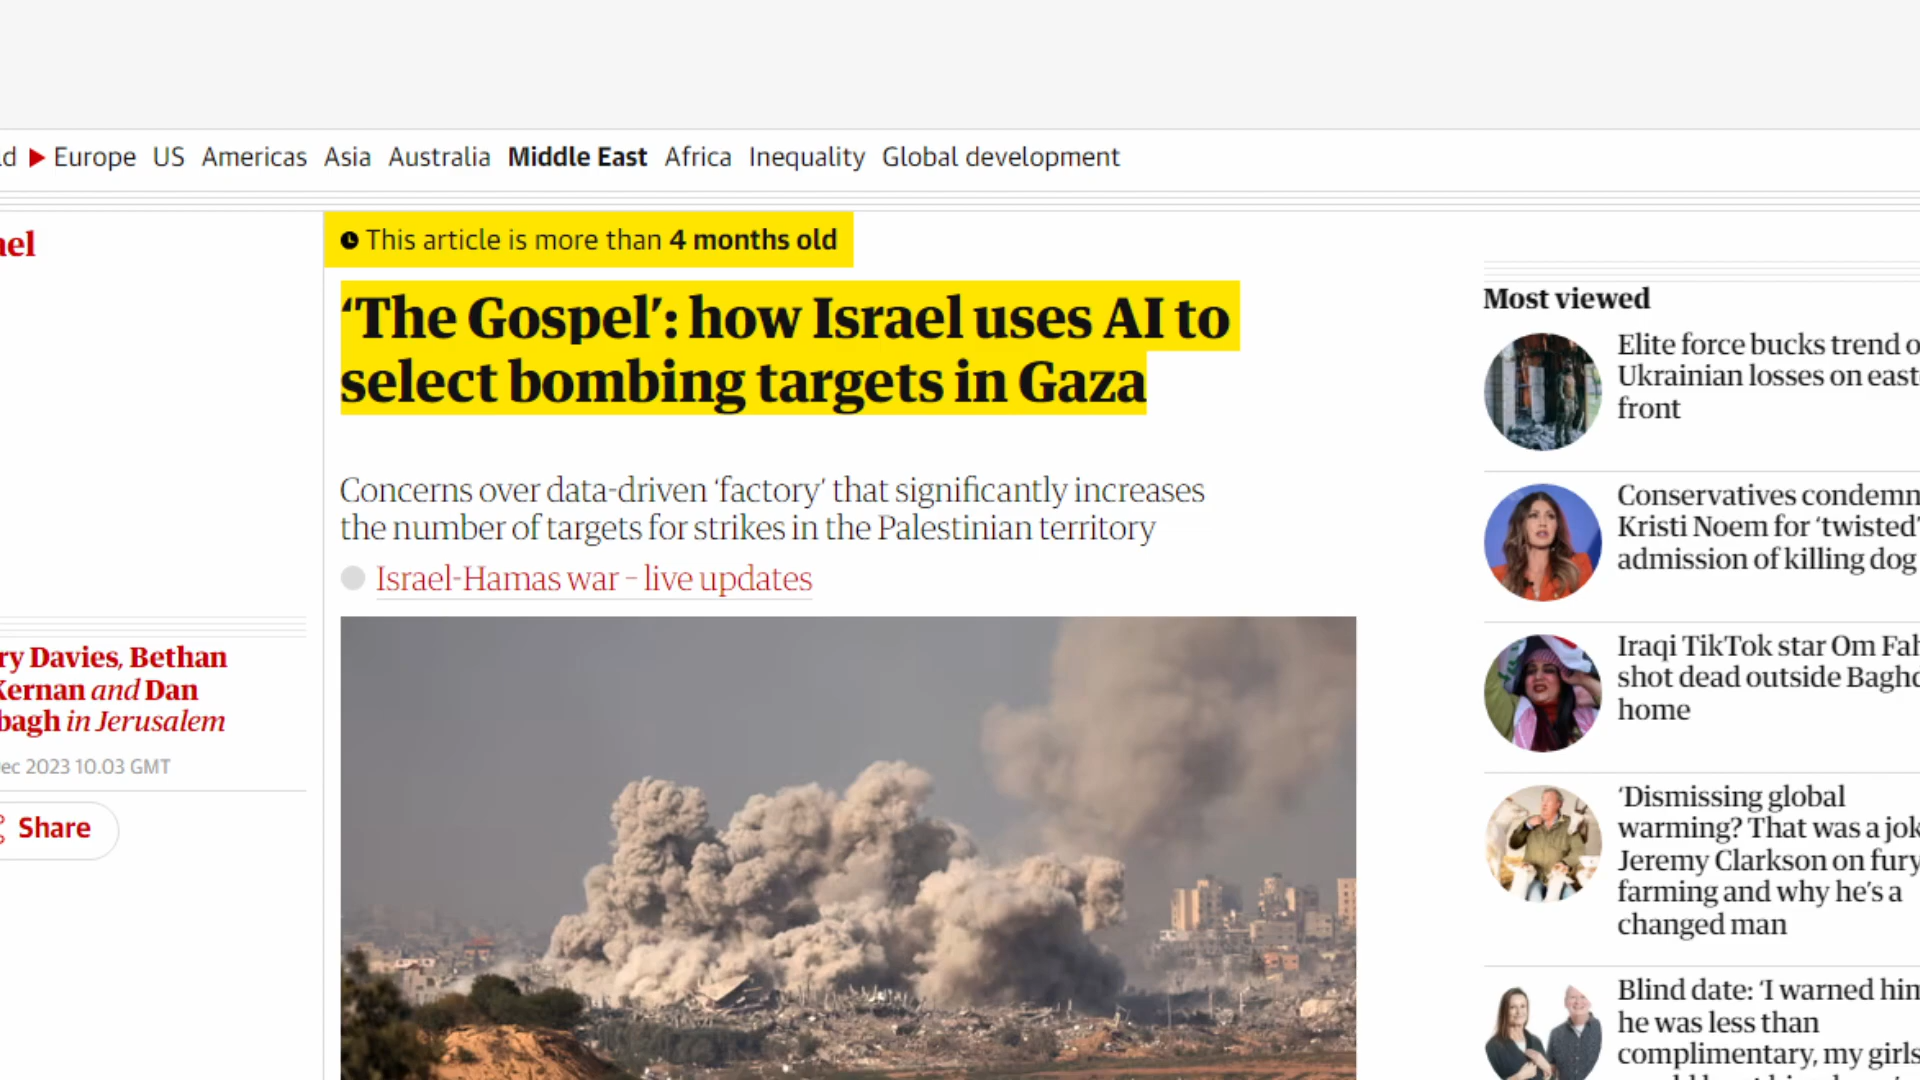 Europe US Americas Asia Australia Middle East Africa Inequality Global development
This article is more than 4 months old
‘The Gospel’: how Israel uses AI to
select bombing targets in Gaza
Concerns over data-driven ‘factory’ that significantly increases
the number of targets for strikes in the Palestinian territory
Israel-Hamas war – live updates
Davies, Bethan
and Dan
in Jerusalem
2023 10.03 GMT
Share
Most viewed
Elite force bucks trend
Ukrainian losses on
front
Conservatives
Kristi Noem for ‘twisted’
admission of killing dog
Iraqi TikTok star Om
shot dead outside
home
‘Dismissing global
warming? That was a
Jeremy Clarkson on fury
farming and why he’s a
changed man
Blind date: ‘I warned
he was less than
complimentary, my girls